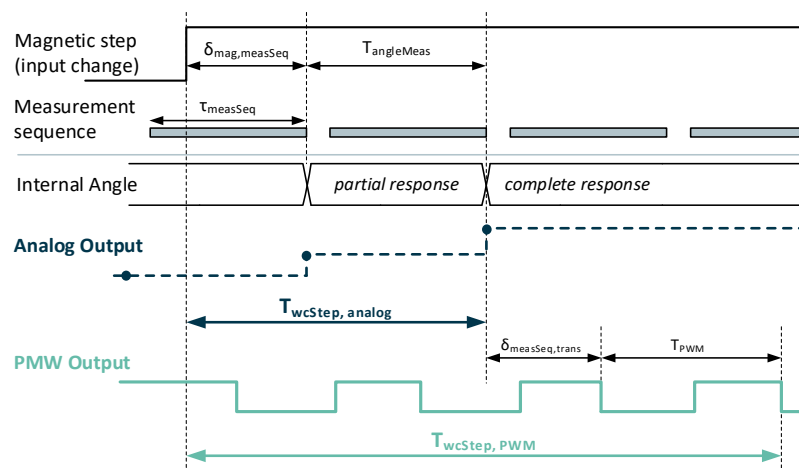 Magnetic step
(input change)
δmag,measSeq
TangleMeas
Measurement
sequence
τmeasSeq
Internal Angle
partial response
complete response
Analog Output
TwcStep, analog
δmeasSeq,trans
TPWM
PMW Output
TwcStep, PWM